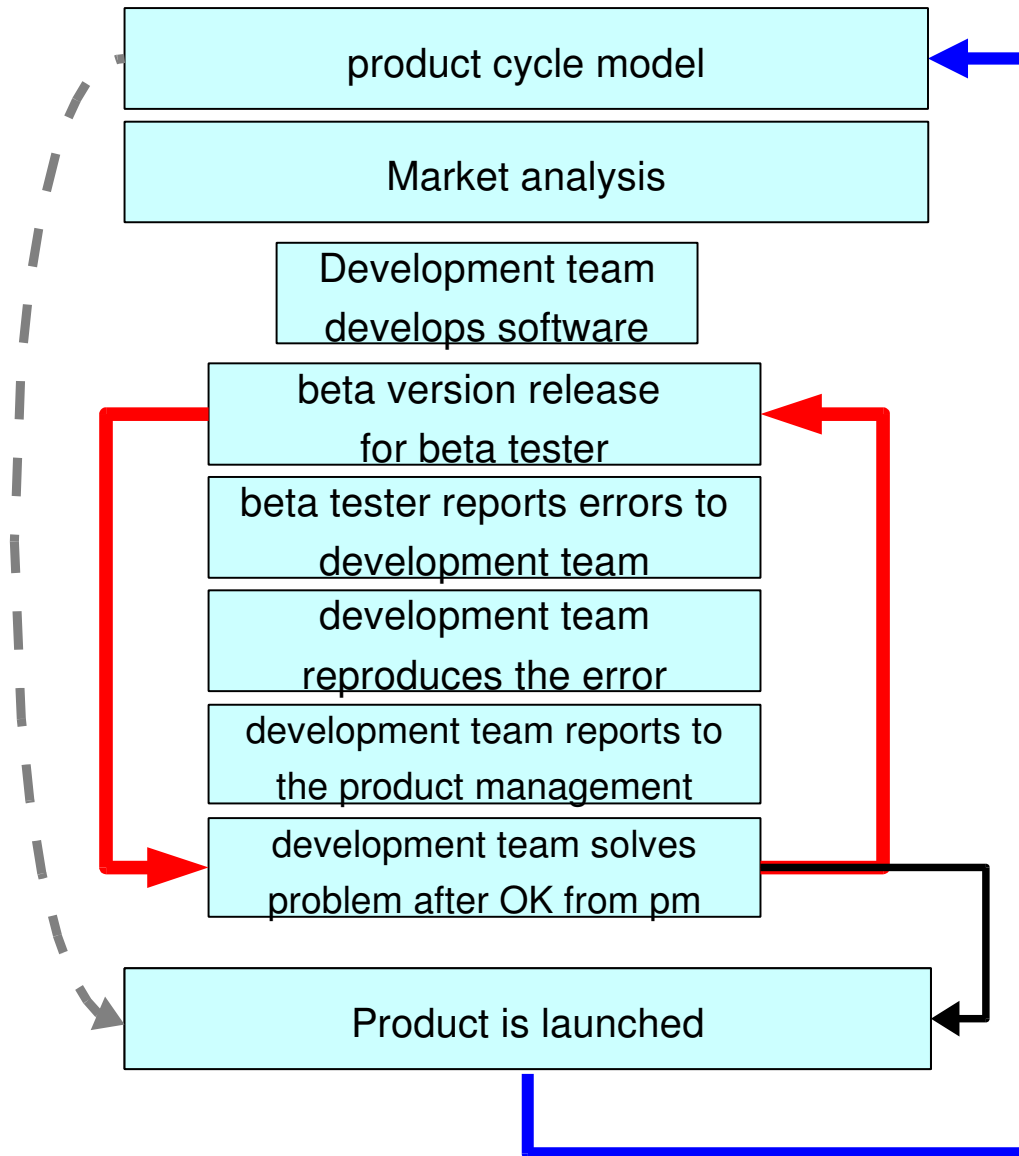 product cycle model
Market analysis
Development team
develops software
beta version release
for beta tester
beta tester reports errors to
development team
development team
reproduces the error
development team reports to
the product management
development team solves
problem after OK from pm
Product is launched